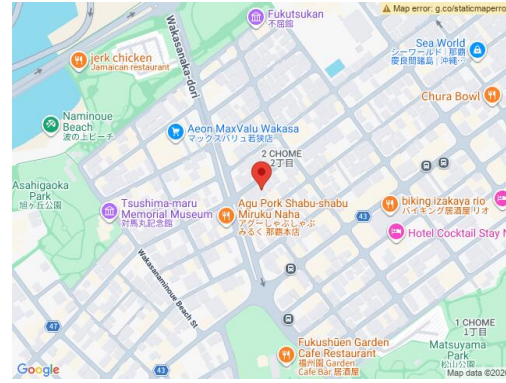 Map error: g.co/staticmaperro
Wakasanaka-dori
Fukutsukan
不屈館
jerk chicken
Jamaican restaurant
Sea World
シーワールド | 那覇
慶良間諸島 | 沖縄…
Chura Bowl
Naminoue
Beach
波の上ビーチ
Aeon MaxValu Wakasa
マックスバリュ若狭店
2 CHOME
2丁目
Asahigaoka
Park
旭ヶ丘公園
Tsushima-maru
Memorial Museum
対馬丸記念館
Agu Pork Shabu-shabu
Miruku Naha
アグーしゃぶしゃぶ
みるく 那覇本店
biking izakaya rio
バイキング居酒屋 リオ
43
Hotel Cocktail Stay N
Wakasanaminoue Beach St
47
43
Fukushūen Garden
Cafe Restaurant
福州園 Garden
Cafe Bar 居酒屋
1 CHOME
1丁目
Matsuyama
Park
松山公園
Google
Map data ©2026